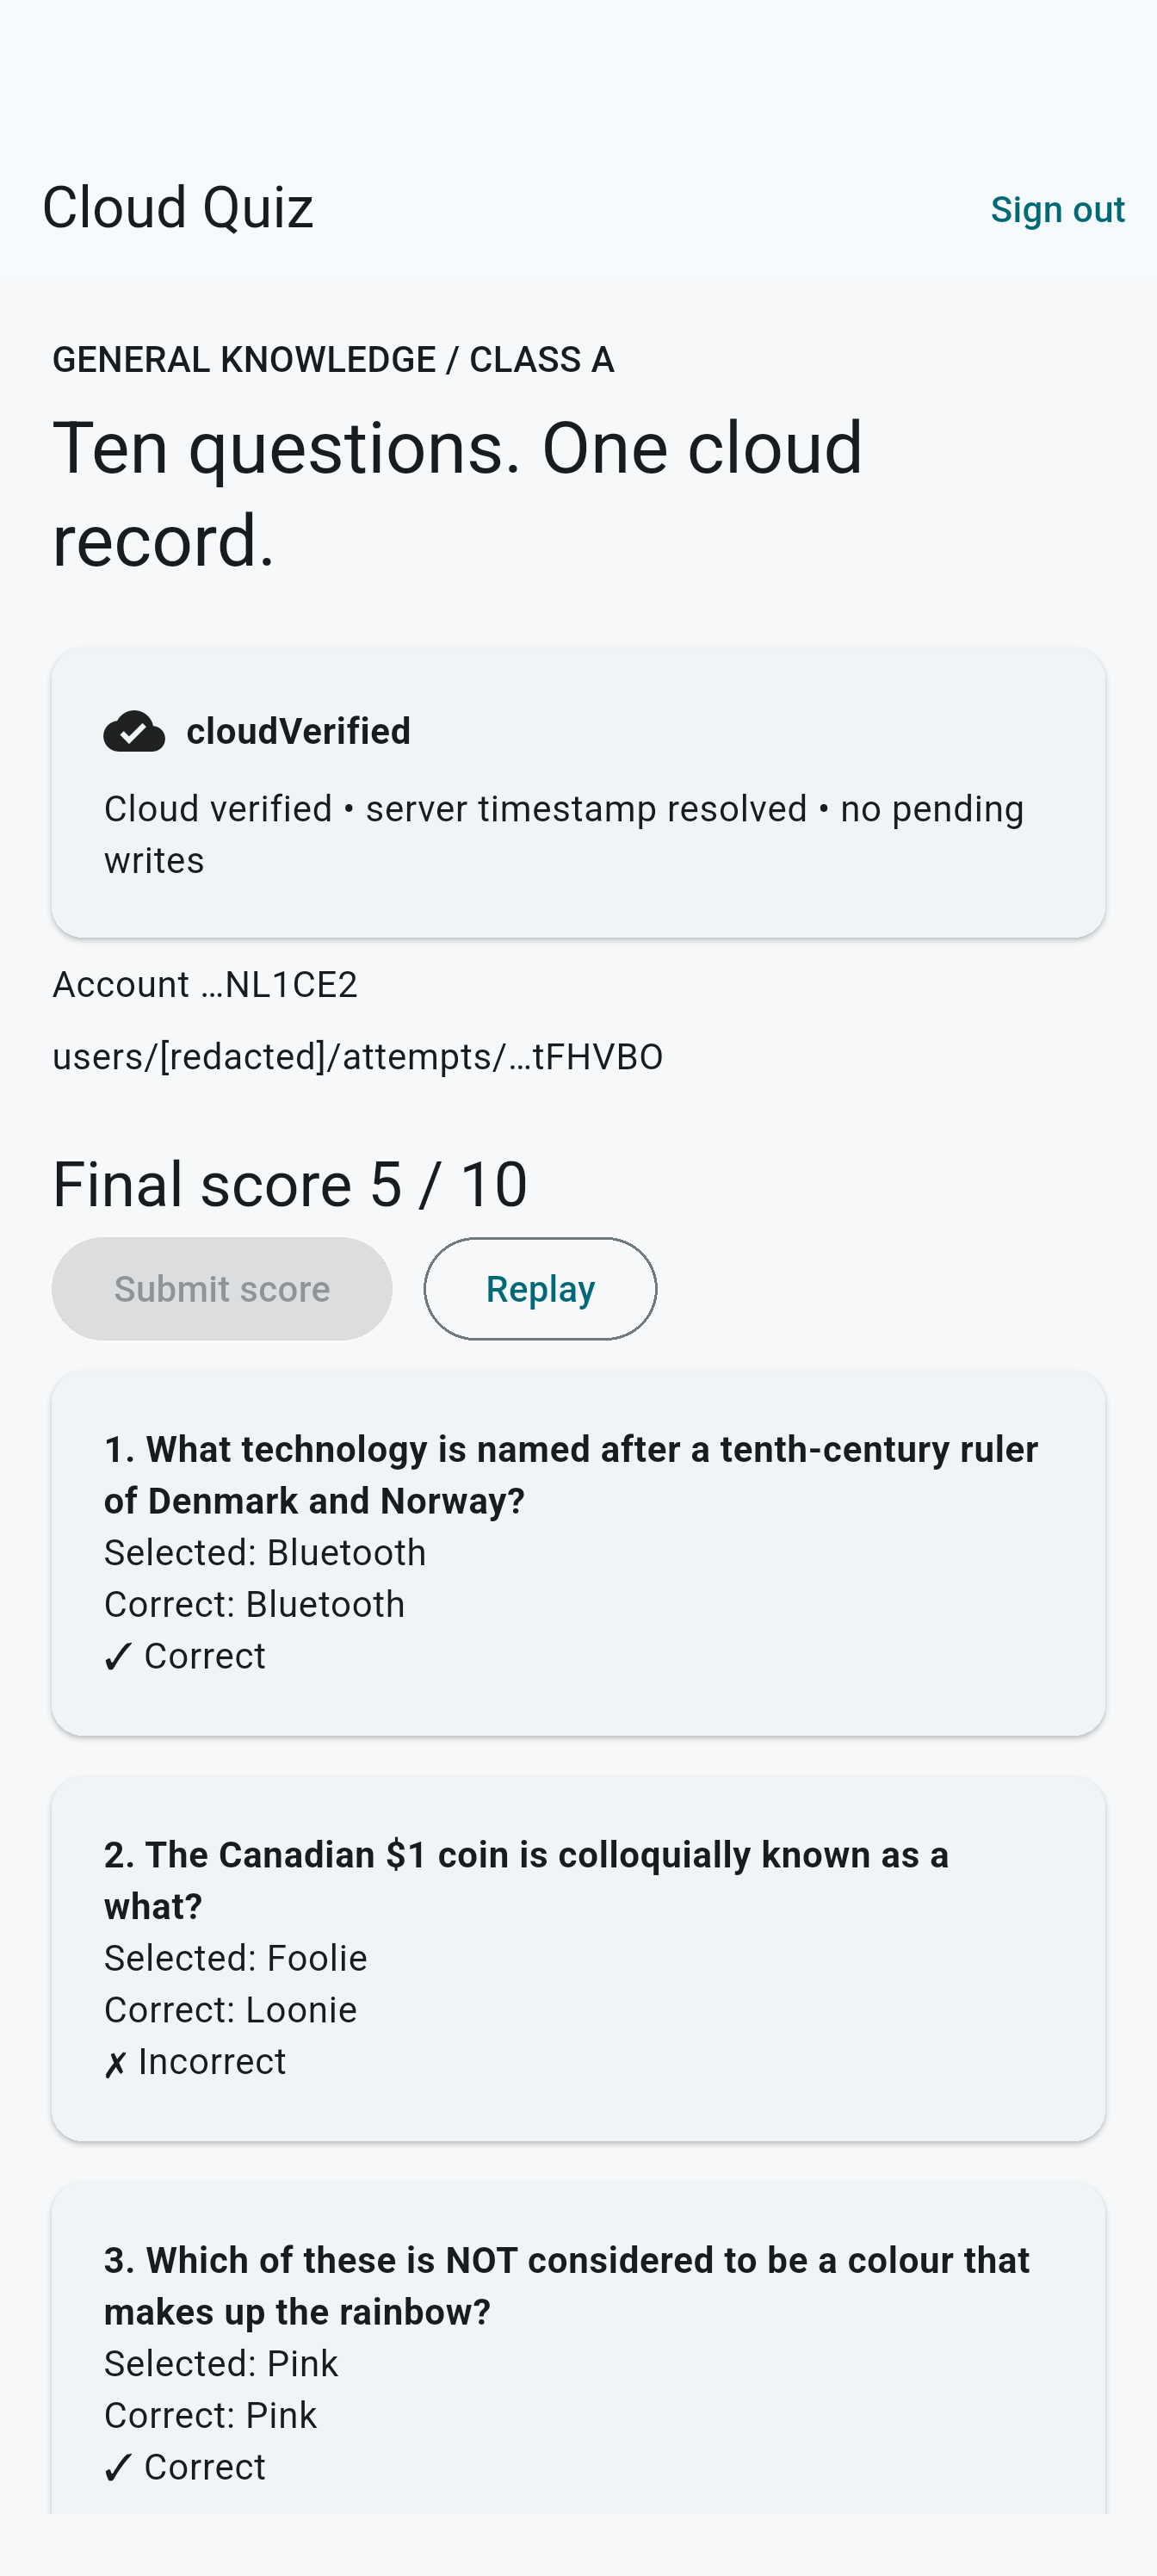 Cloud Quiz
Sign out
GENERAL KNOWLEDGE / CLASS A
Ten questions. One cloud
record.
cloudVerified
Cloud verified • server timestamp resolved • no pending
writes
Account …NL1CE2
users/[redacted]/attempts/…tFHVBO
Final score 5 / 10
Submit score
Replay
1. What technology is named after a tenth-century ruler
of Denmark and Norway?
Selected: Bluetooth
Correct: Bluetooth
✓ Correct
2. The Canadian $1 coin is colloquially known as a
what?
Selected: Foolie
Correct: Loonie
✗ Incorrect
3. Which of these is NOT considered to be a colour that
makes up the rainbow?
Selected: Pink
Correct: Pink
✓ Correct